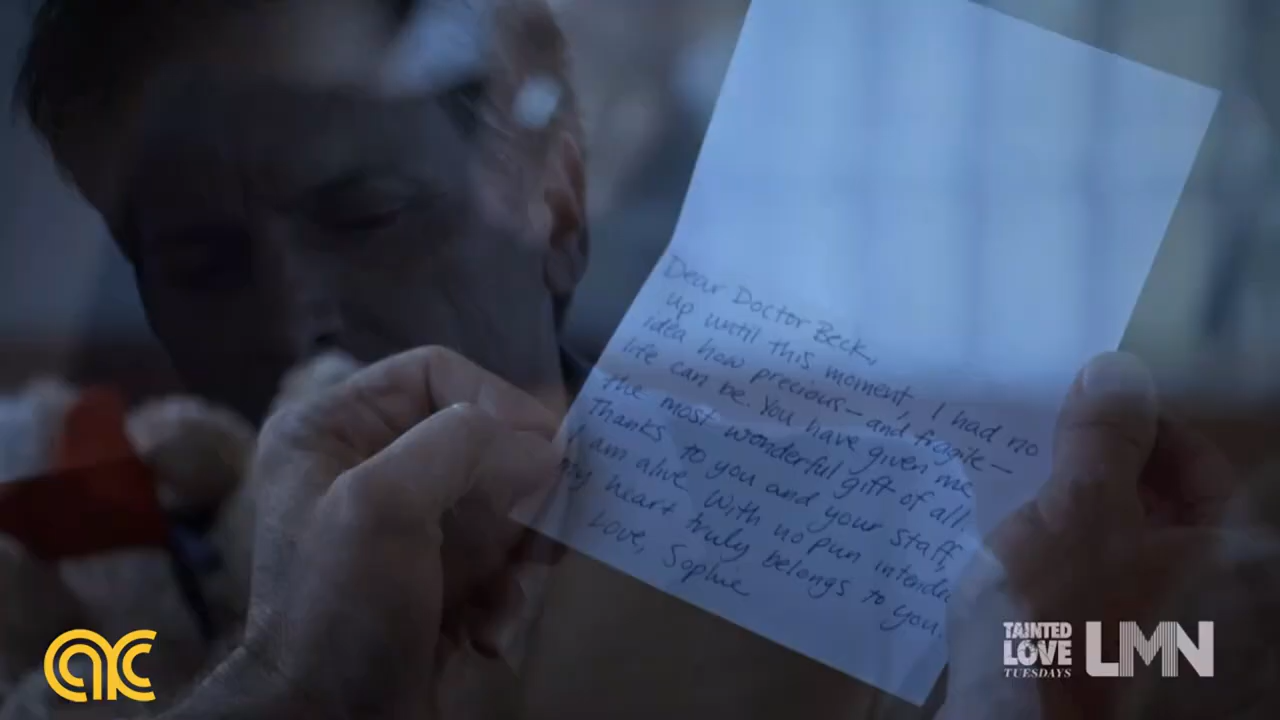 Dear Doctor Beck,
up until this moment, I had no
idea how precious — and fragile —
life can be. You have given me
the most wonderful gift of all.
Thanks to you and your staff,
I am alive. With no pun intended
my heart truly belongs to you.
Love, Sophie
ac
TAINTED
LOVE
TUESDAYS
LMN